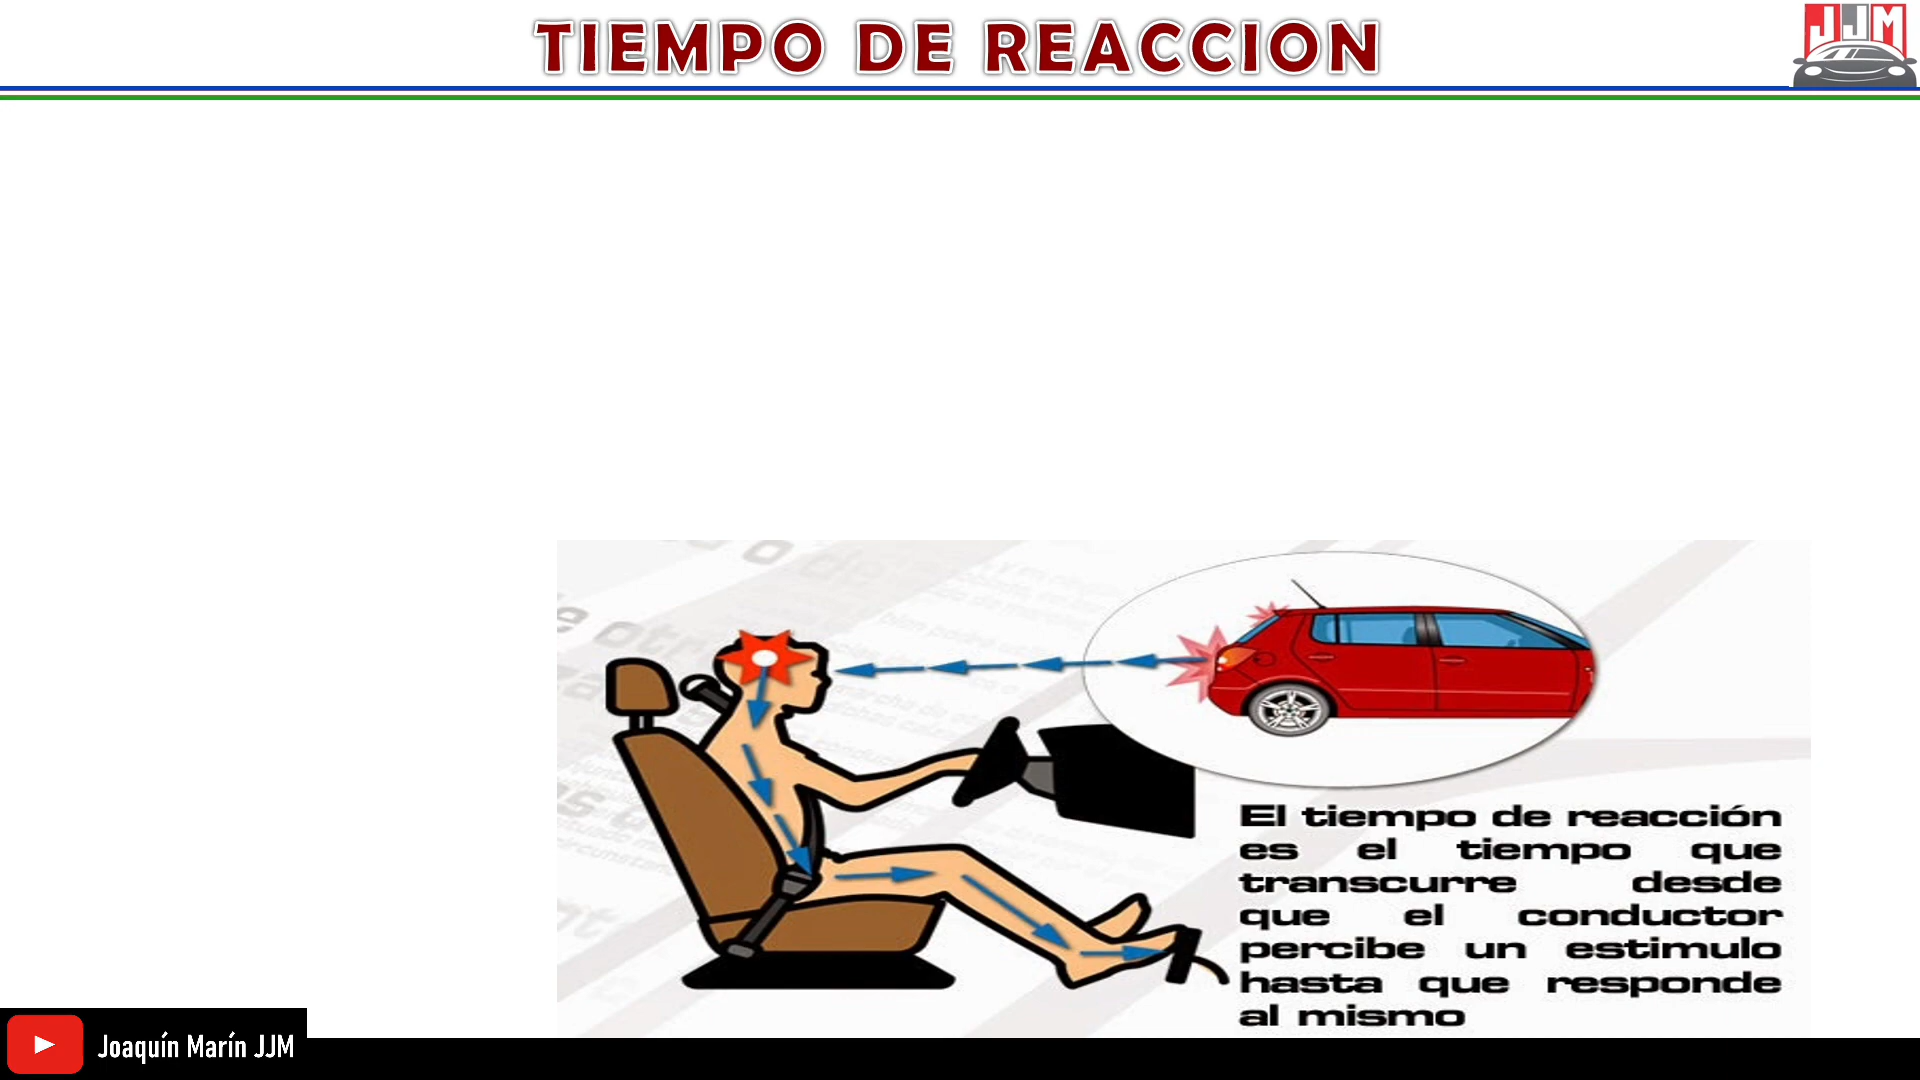 TIEMPO DE REACCION
JJM
El tiempo de reacción
es el tiempo que
transcurre desde
que el conductor
percibe un estimulo
hasta que responde
al mismo
Joaquín Marín JJM